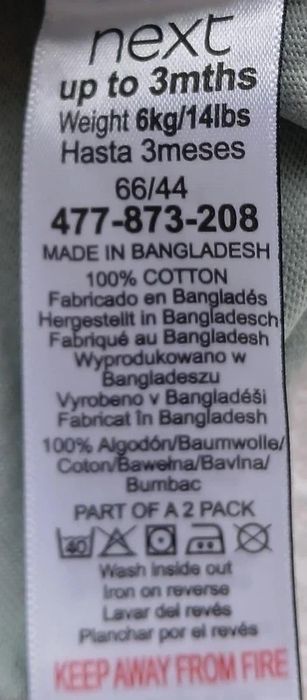 next
up to 3mths
Weight 6kg/14lbs
Hasta 3meses
66/44
477-873-208
MADE IN BANGLADESH
100% COTTON
Fabricado en Bangladés
Hergestellt in Bangladesch
Fabriqué au Bangladesh
Wyprodukowano w
Bangladeszu
Vyrobeno v Bangladéši
Fabricat în Bangladesh
100% Algodón/Baumwolle/
Coton/Bawełna/Bavlna/
Bumbac
PART OF A 2 PACK
40
Wash inside out
Iron on reverse
Lavar del revés
Planchar por el revés
KEEP AWAY FROM FIRE